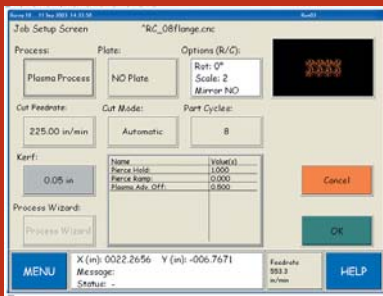 Job Setup Screen "RC_08flange.cnc
Process: Plate: Options (R/C):
Plasma Process NO Plate
Rot: 0°
Scale: 2
Mirror NO
Cut Feedrate: Cut Mode: Part Cycles:
225.00 in/min Automatic 8
Kerf:
0.05 in
Name Value(s)
Pierce Hold: 1.000
Pierce Ramp: 0.000
Plasma Adv. Off: 0.500
Cancel
Process Wizard:
Process Wizard
OK
MENU
X (in): 0022.2656 Y (in): -006.7671
Message:
Status: -
Feedrate
553.3
in/min
HELP